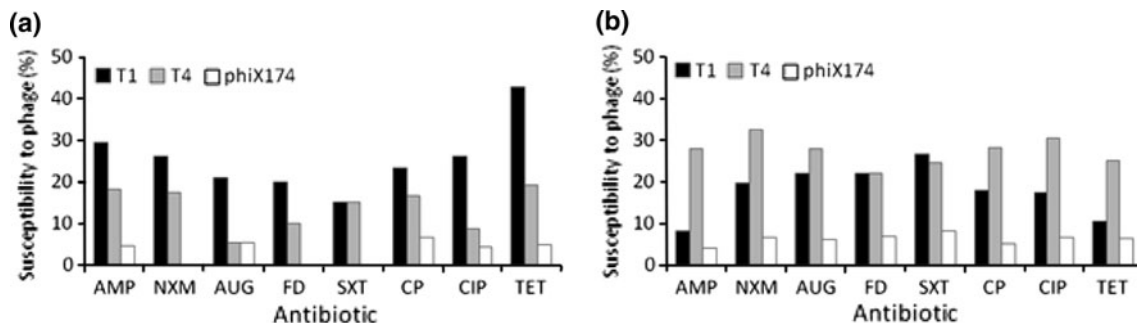 (a)
Susceptibility to phage (%)
50
40
30
20
10
0
T1 T4 phiX174
AMP NXM AUG FD SXT CP CIP TET
Antibiotic
(b)
Susceptibility to phage (%)
50
40
30
20
10
0
T1 T4 phiX174
AMP NXM AUG FD SXT CP CIP TET
Antibiotic